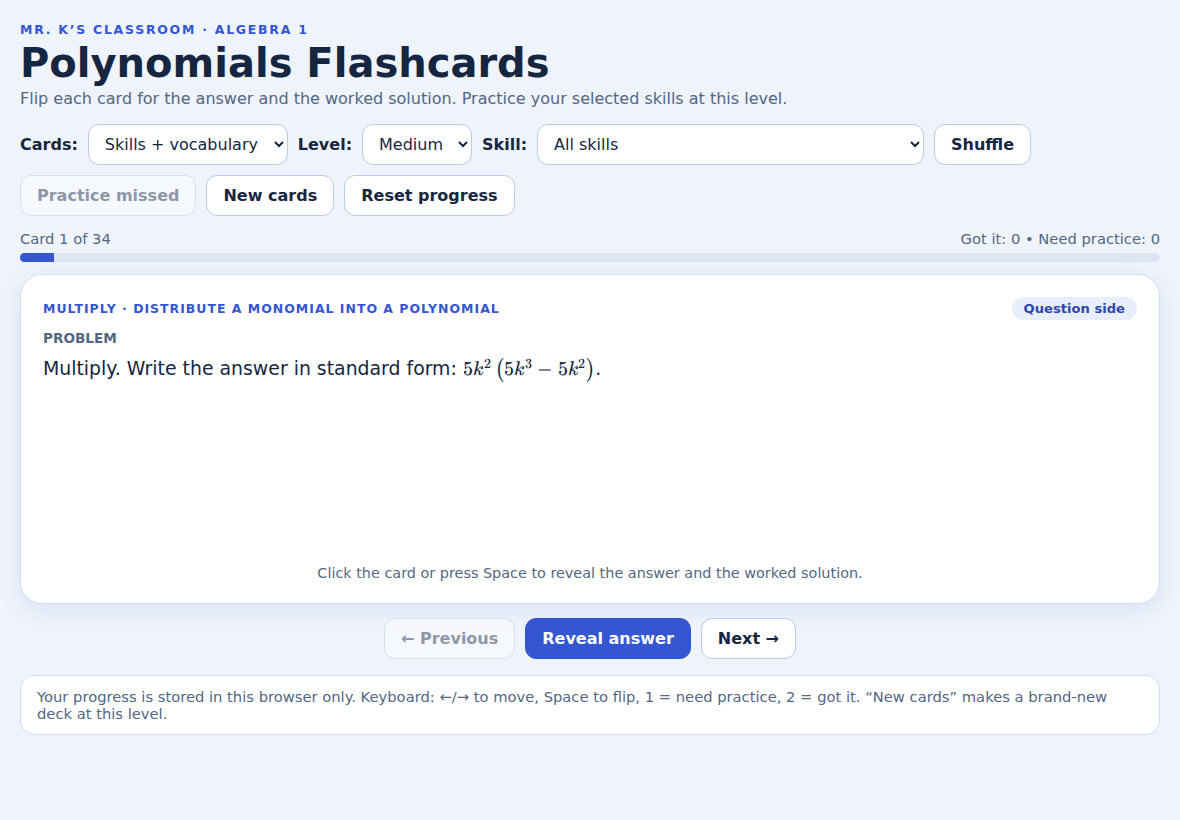 MR. K’S CLASSROOM · ALGEBRA 1
Polynomials Flashcards
Flip each card for the answer and the worked solution. Practice your selected skills at this level.
Cards: Skills + vocabulary Level: Medium Skill: All skills Shuffle
Practice missed New cards Reset progress
Card 1 of 34 Got it: 0 • Need practice: 0
MULTIPLY · DISTRIBUTE A MONOMIAL INTO A POLYNOMIAL Question side
PROBLEM
Multiply. Write the answer in standard form: 5k² (5k³ − 5k²).
Click the card or press Space to reveal the answer and the worked solution.
← Previous Reveal answer Next →
Your progress is stored in this browser only. Keyboard: ←/→ to move, Space to flip, 1 = need practice, 2 = got it. “New cards” makes a brand-new
deck at this level.